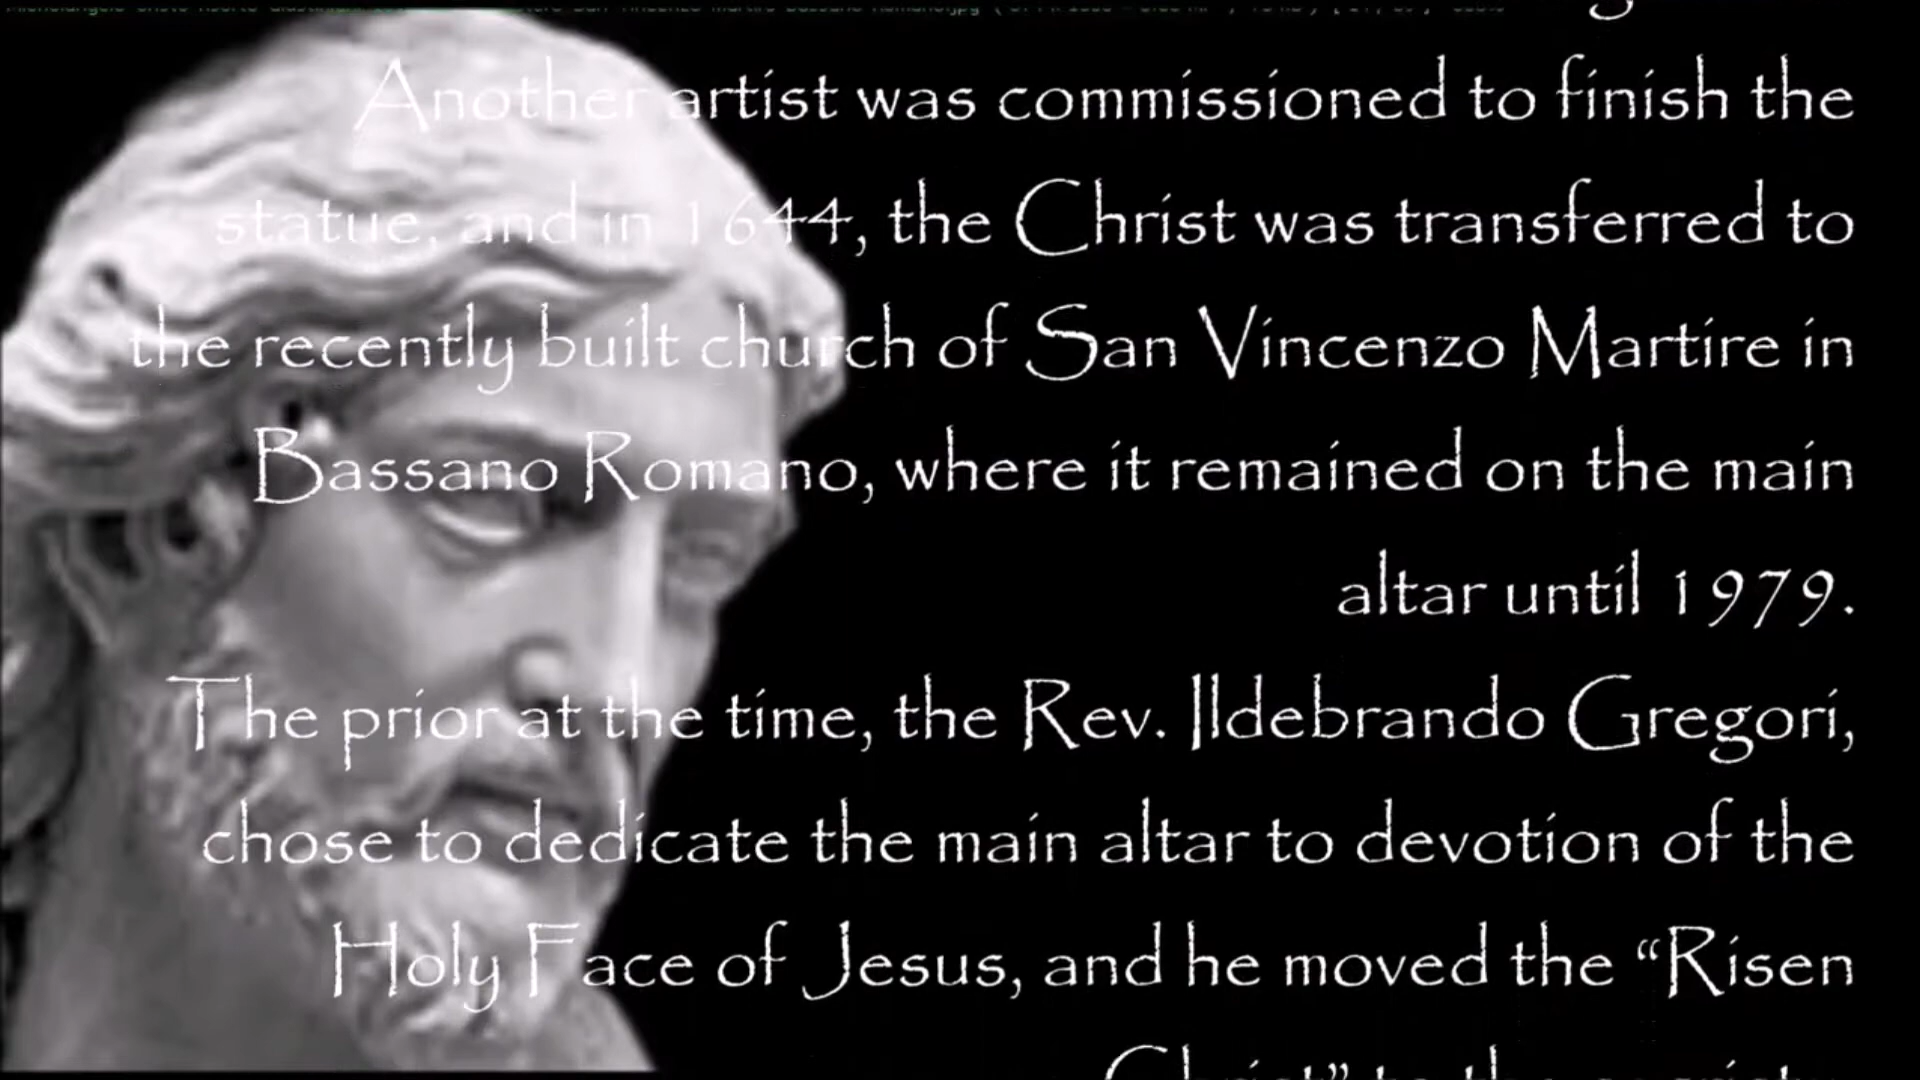 Another artist was commissioned to finish the
statue, and in 1644, the Christ was transferred to
the recently built church of San Vincenzo Martire in
Bassano Romano, where it remained on the main
altar until 1979.
The prior at the time, the Rev. Ildebrando Gregori,
chose to dedicate the main altar to devotion of the
Holy Face of Jesus, and he moved the “Risen
Christ” to the